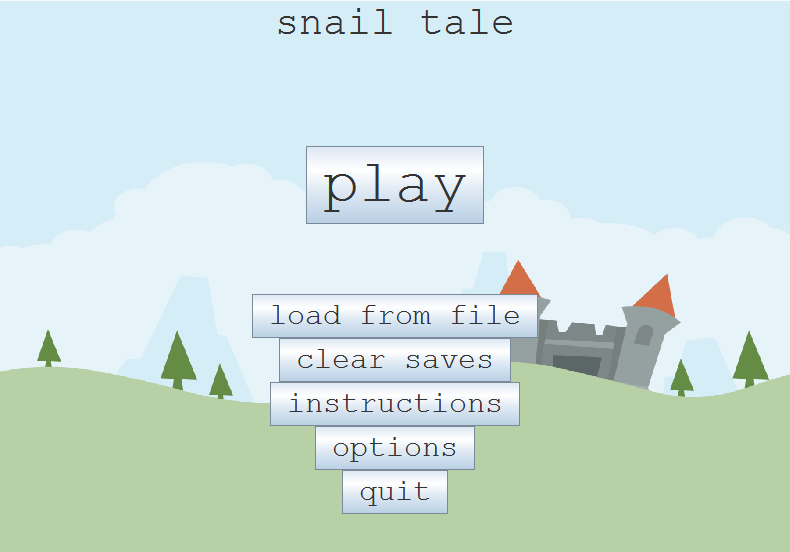 snail tale
play
load from file
clear saves
instructions
options
quit